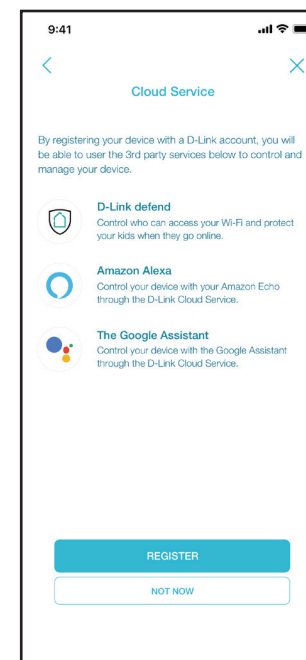 9:41
Cloud Service
By registering your device with a D-Link account, you will
be able to user the 3rd party services below to control and
manage your device.
D-Link defend
Control who can access your Wi-Fi and protect
your kids when they go online.
Amazon Alexa
Control your device with your Amazon Echo
through the D-Link Cloud Service.
The Google Assistant
Control your device with the Google Assistant
through the D-Link Cloud Service.
REGISTER
NOT NOW